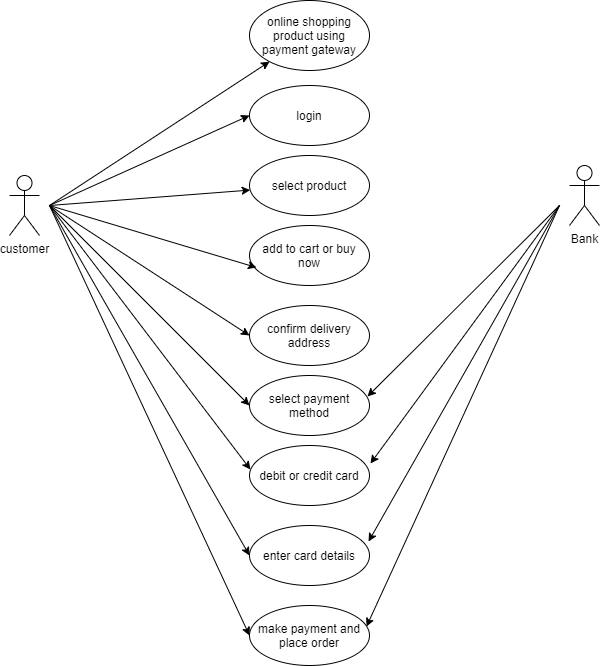 online shopping
product using
payment gateway
login
select product
customer
Bank
add to cart or buy
now
confirm delivery
address
select payment
method
debit or credit card
enter card details
make payment and
place order